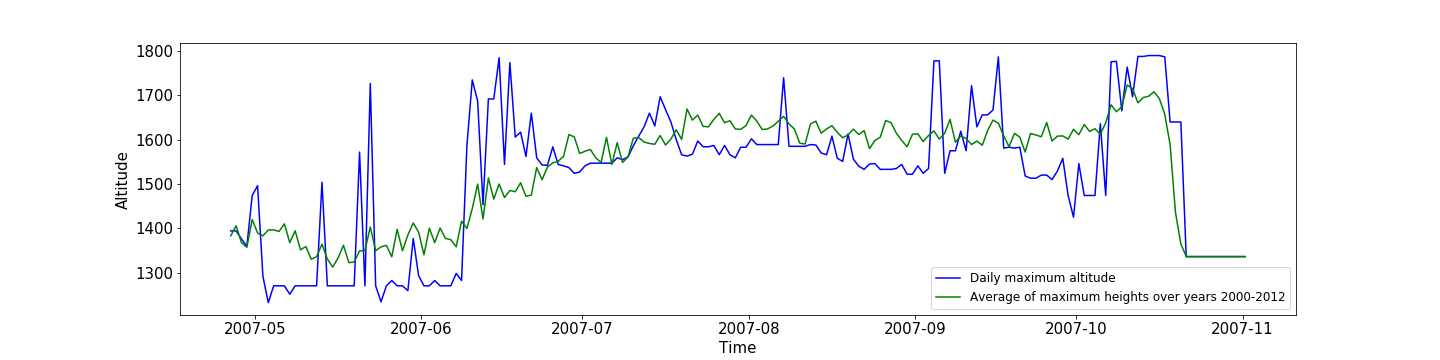 1800
1700
1600
1500
1400
1300
Altitude
2007-05 2007-06 2007-07 2007-08 2007-09 2007-10 2007-11
Time
Daily maximum altitude
Average of maximum heights over years 2000-2012